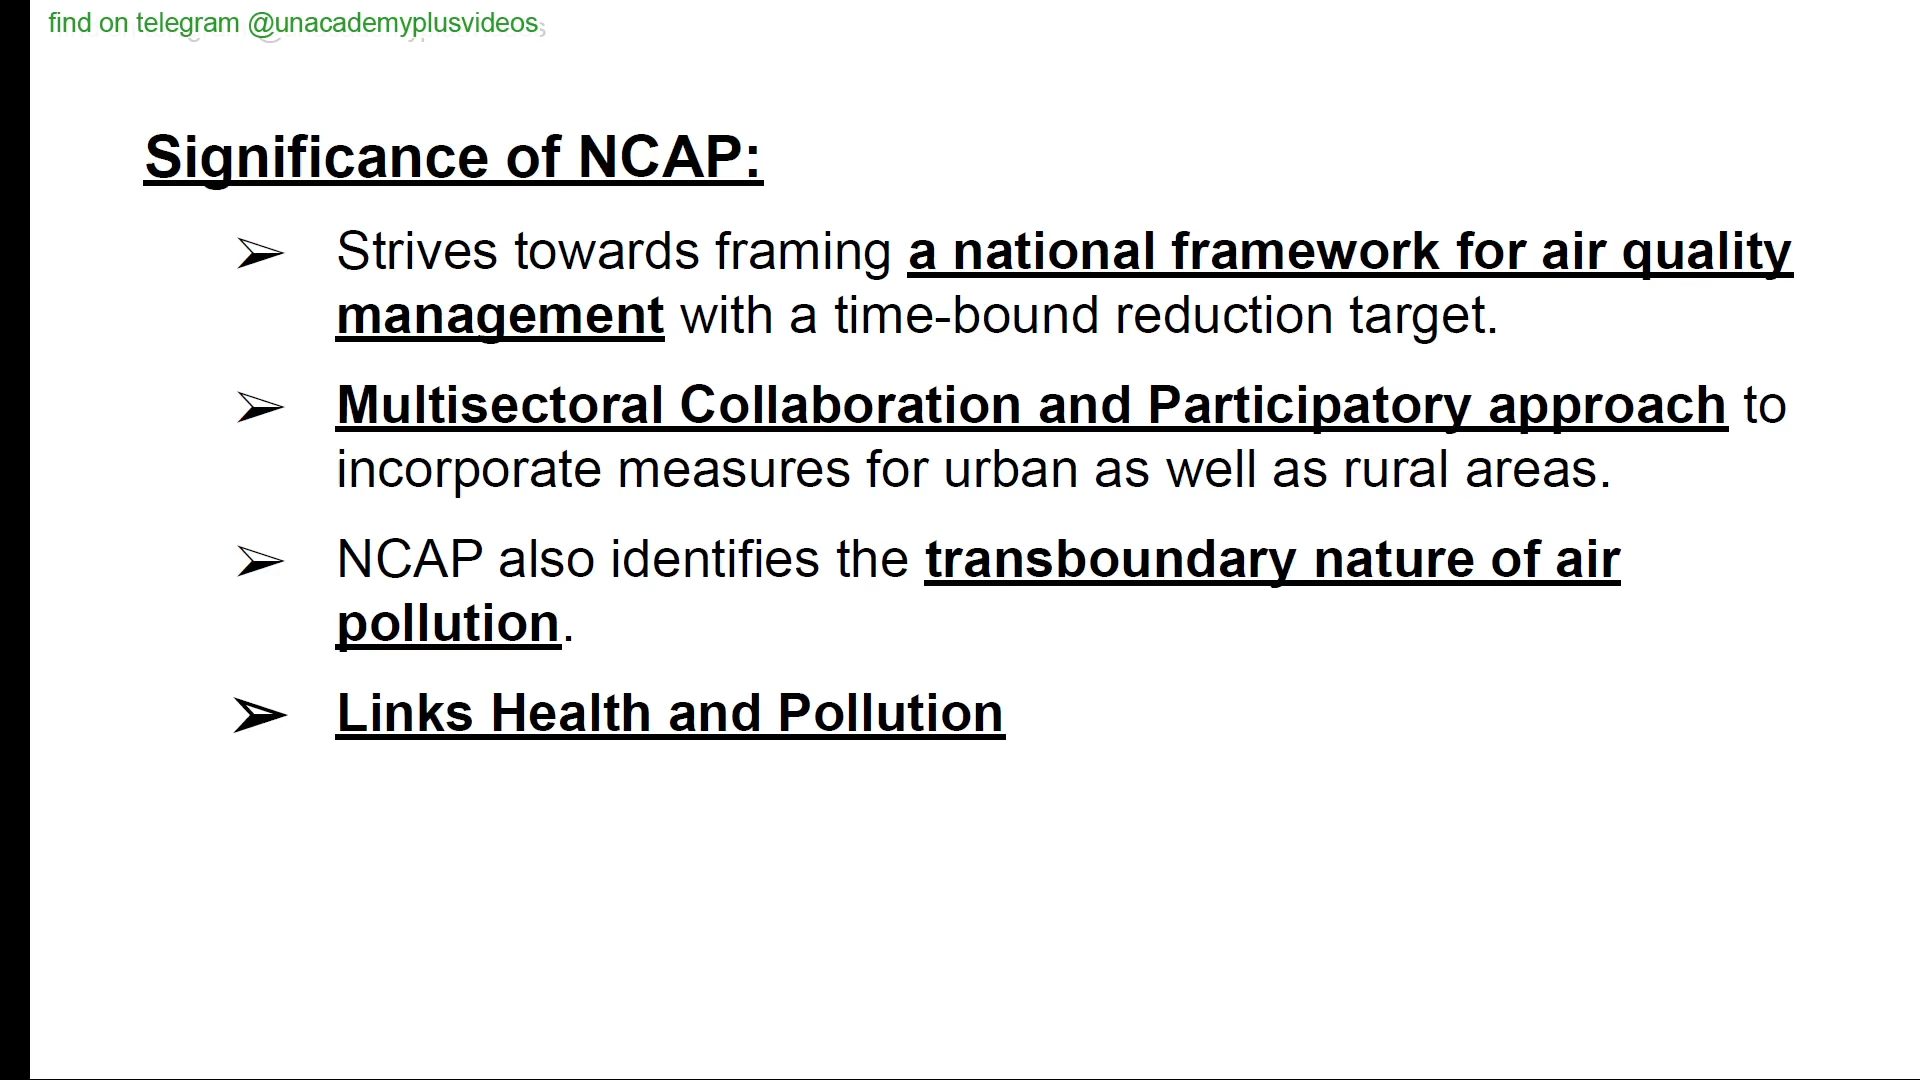 find on telegram @unacademyplusvideos
Significance of NCAP:
➢ Strives towards framing a national framework for air quality
management with a time-bound reduction target.
➢ Multisectoral Collaboration and Participatory approach to
incorporate measures for urban as well as rural areas.
➢ NCAP also identifies the transboundary nature of air
pollution.
➢ Links Health and Pollution